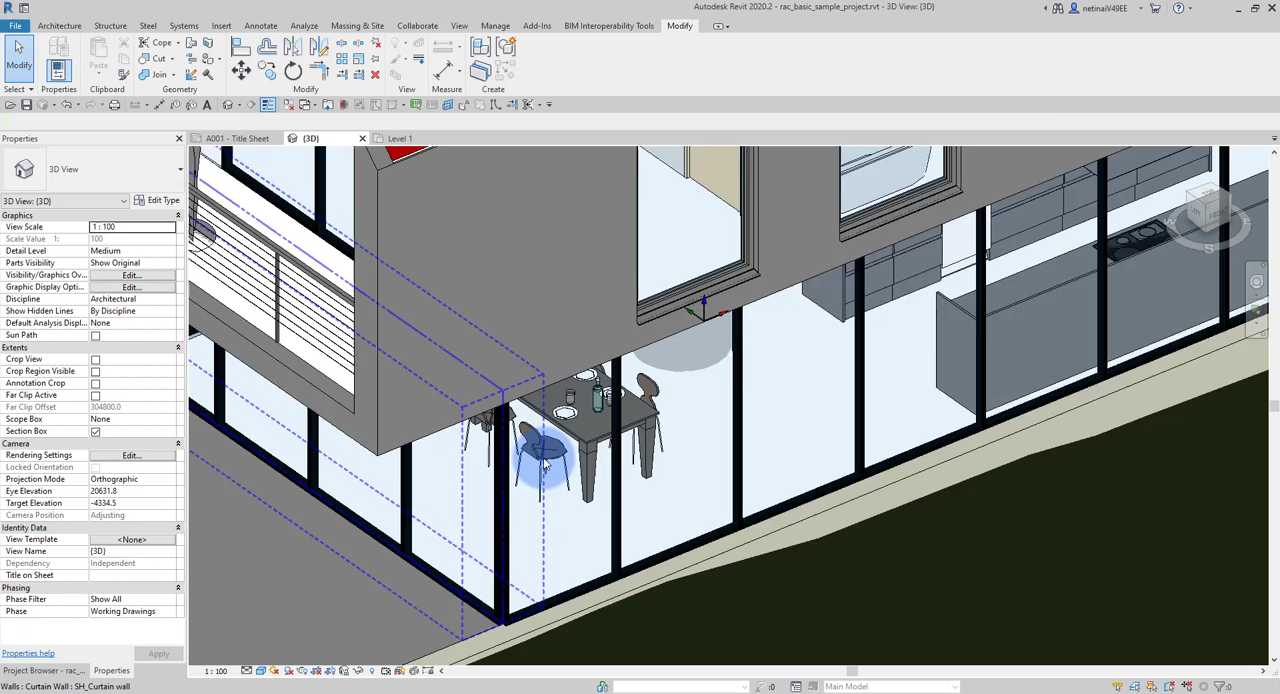 Autodesk Revit 2020.2 - rac_basic_sample_project.rvt - 3D View: {3D}
netinaiV49EE
File Architecture Structure Steel Systems Insert Annotate Analyze Massing & Site Collaborate View Manage Add-Ins BIM Interoperability Tools Modify
Modify
Paste
Cope
Cut
Join
Select Properties Clipboard Geometry Modify View Measure Create
Properties
A001 - Title Sheet
{3D}
Level 1
3D View
3D View: {3D}
Edit Type
Graphics
View Scale 1 : 100
Scale Value 1: 100
Detail Level Medium
Parts Visibility Show Original
Visibility/Graphics Ov... Edit...
Graphic Display Opti... Edit...
Discipline Architectural
Show Hidden Lines By Discipline
Default Analysis Displ... None
Sun Path
Extents
Crop View
Crop Region Visible
Annotation Crop
Far Clip Active
Far Clip Offset 304800.0
Scope Box None
Section Box
Camera
Rendering Settings Edit...
Locked Orientation
Projection Mode Orthographic
Eye Elevation 20631.8
Target Elevation -4334.5
Camera Position Adjusting
Identity Data
View Template <None>
View Name {3D}
Dependency Independent
Title on Sheet
Phasing
Phase Filter Show All
Phase Working Drawings
Properties help
Apply
Project Browser - rac_...
Properties
1 : 100
Walls : Curtain Wall : SH_Curtain wall
:0
Main Model
:0
FRONT
S